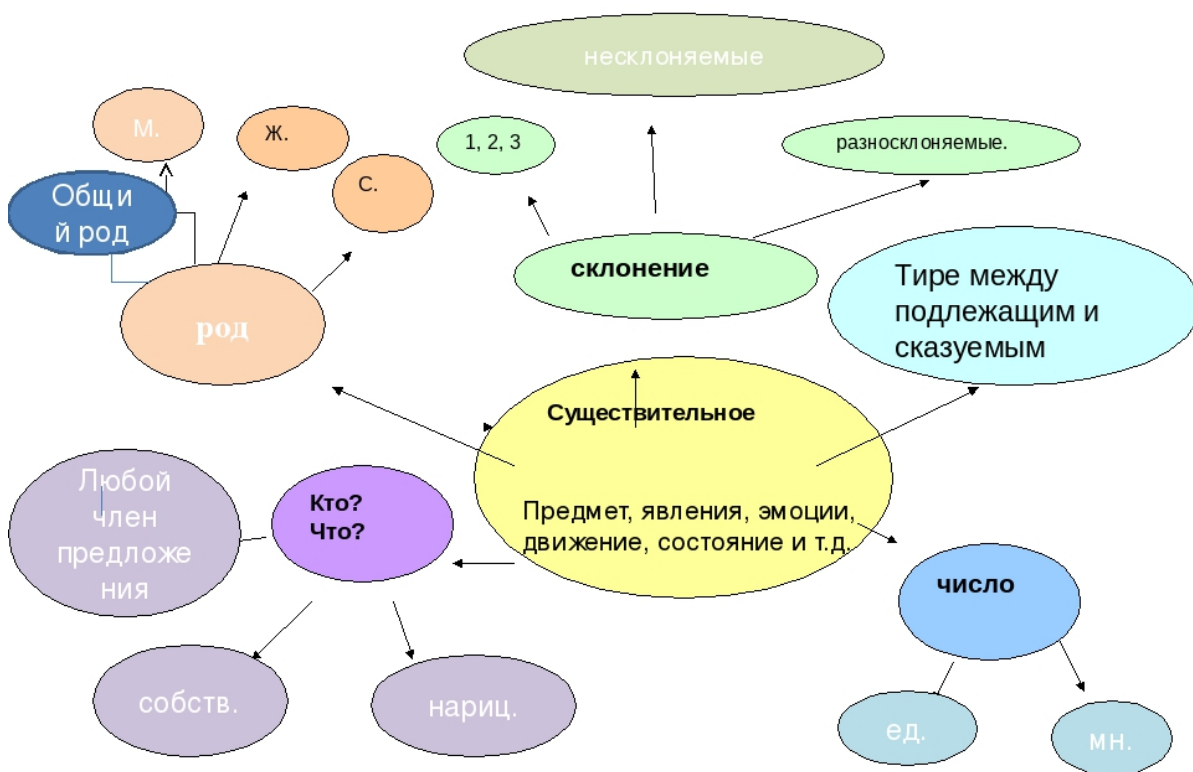 несклоняемые
М.
Ж.
1, 2, 3
разносклоняемые.
С.
Общи
й род
склонение
Тире между
подлежащим и
сказуемым
род
Существительное
Предмет, явления, эмоции,
движение, состояние и т.д.
Любой
член
предложе
ния
Кто?
Что?
число
собств.
нариц.
ед.
мн.